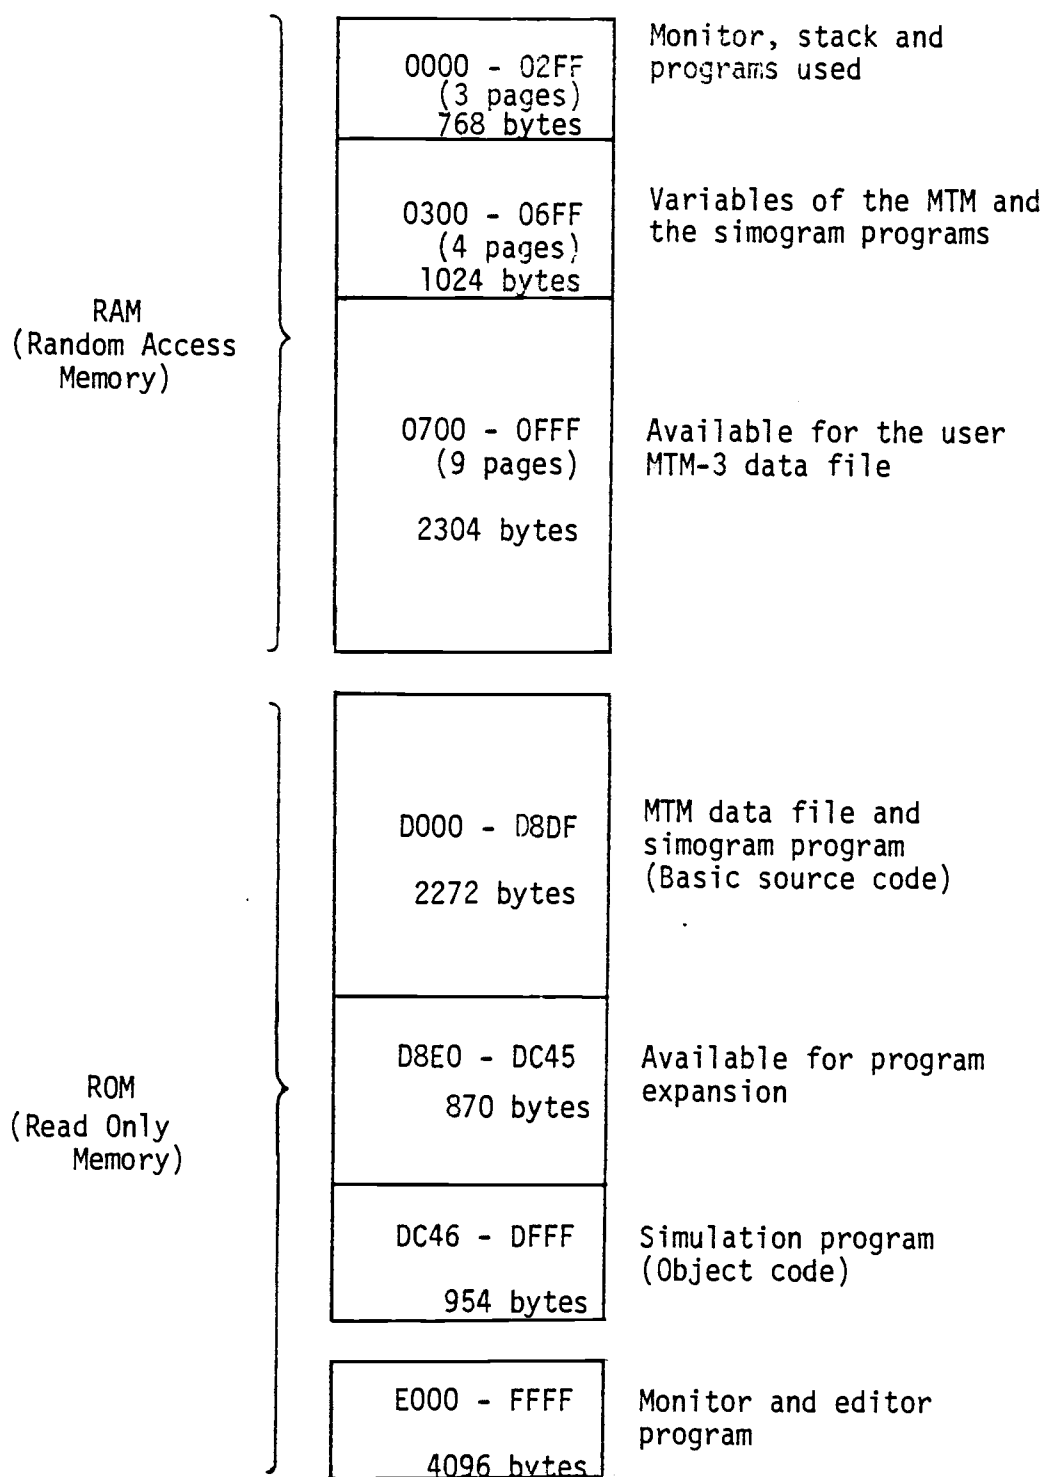 0000 - 02FF
(3 pages)
768 bytes
Monitor, stack and
programs used
0300 - 06FF
(4 pages)
1024 bytes
Variables of the MTM and
the simogram programs
RAM
(Random Access
Memory)
0700 - 0FFF
(9 pages)
2304 bytes
Available for the user
MTM-3 data file
D000 - D8DF
2272 bytes
MTM data file and
simogram program
(Basic source code)
D8E0 - DC45
870 bytes
Available for program
expansion
ROM
(Read Only
Memory)
DC46 - DFFF
954 bytes
Simulation program
(Object code)
E000 - FFFF
4096 bytes
Monitor and editor
program